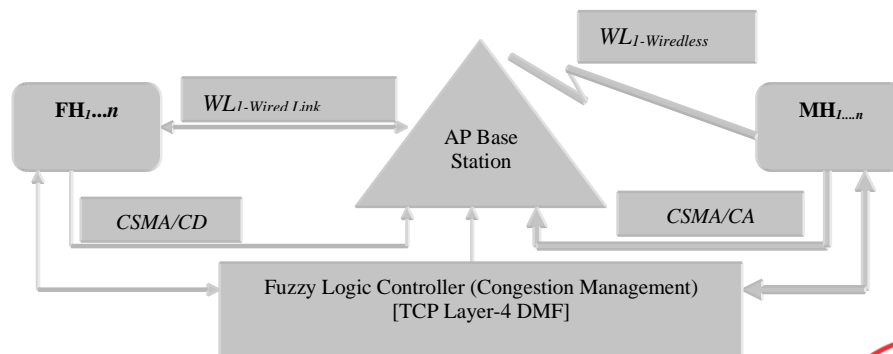 WL1-Wiredless
FH1...n
WL1-Wired Link
MH1....n
AP Base
Station
CSMA/CD
CSMA/CA
Fuzzy Logic Controller (Congestion Management)
[TCP Layer-4 DMF]